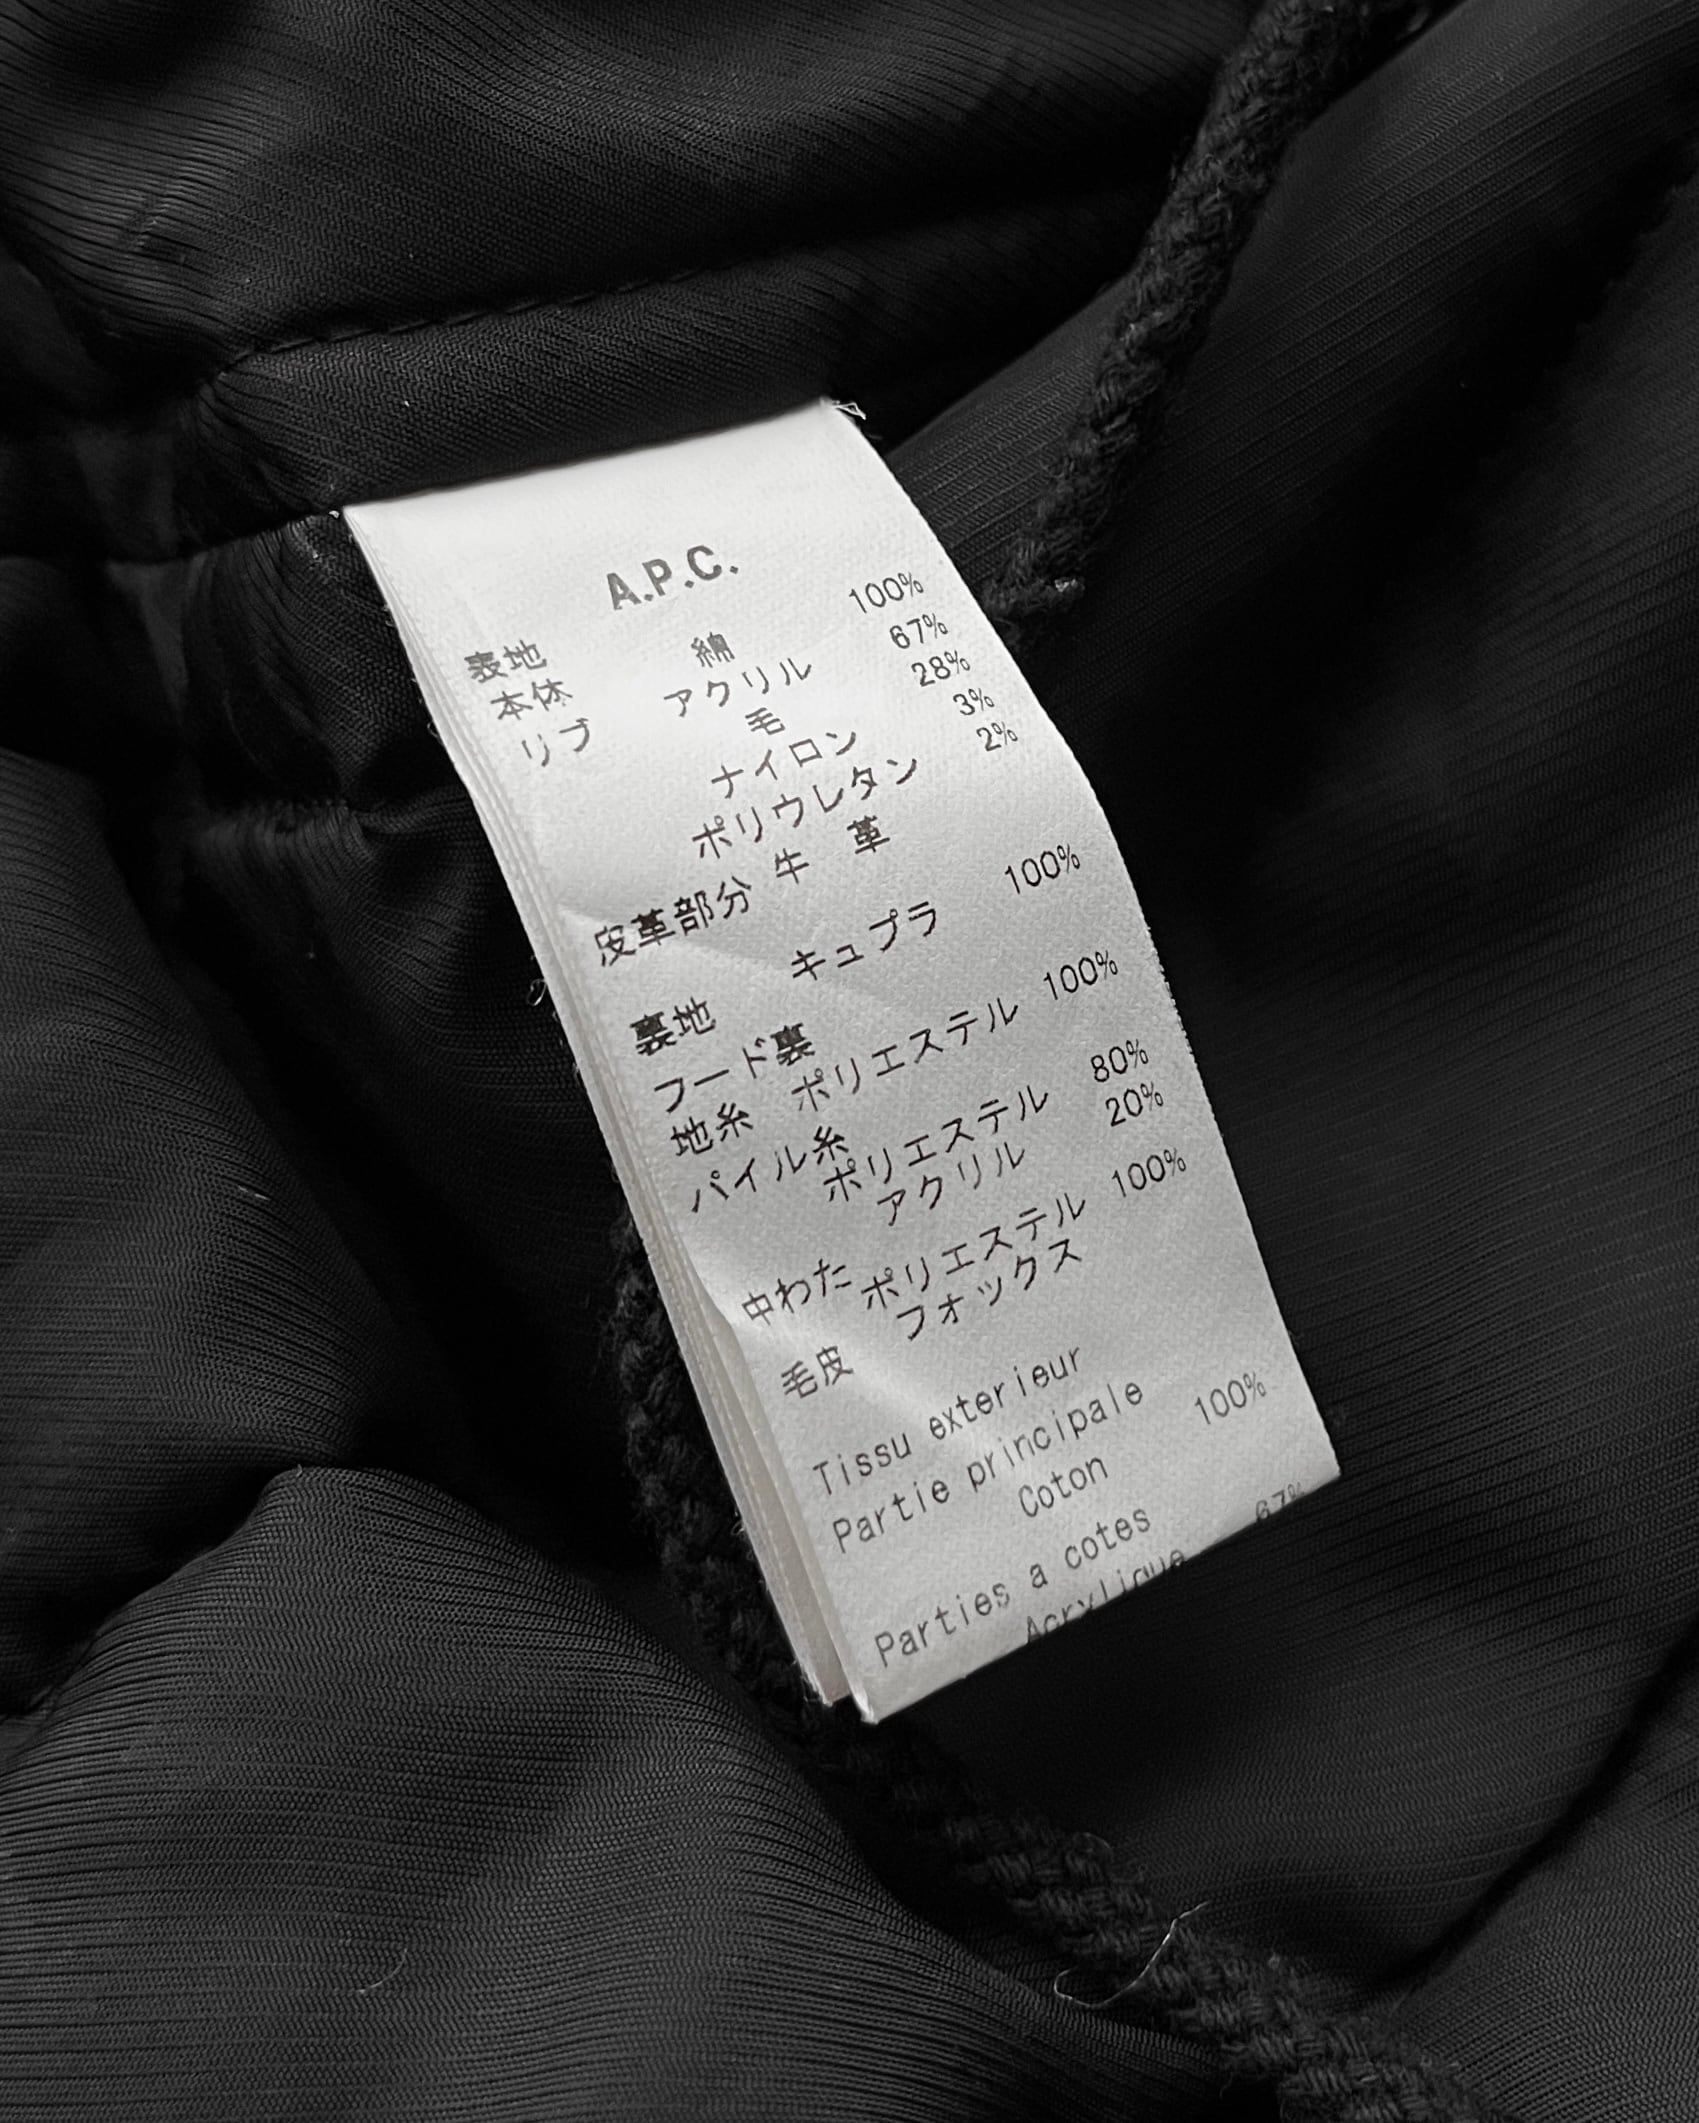 A.P.C.
表地
本体 綿 100%
リブ アクリル 67%
毛 28%
ナイロン 3%
ポリウレタン 2%
皮革部分 牛 革
裏地 キュプラ 100%
フード裏
地糸 ポリエステル 100%
パイル糸
ポリエステル 80%
アクリル 20%
中わた ポリエステル 100%
毛皮 フォックス
Tissu exterieur
Partie principale
Coton 100%
Parties a cotes
Acrylique 67%